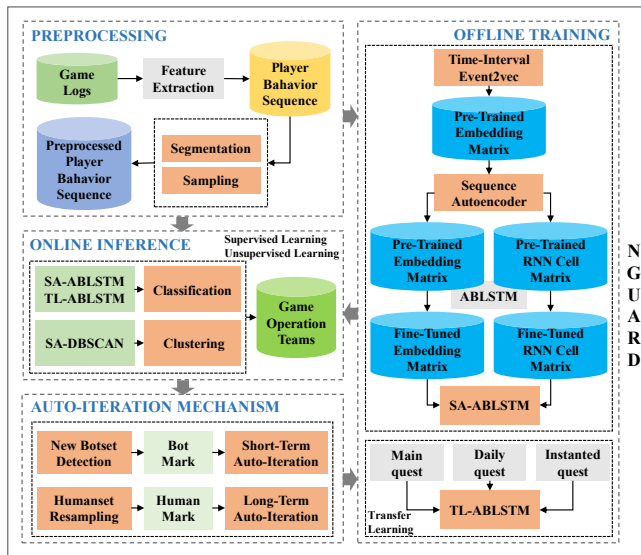 PREPROCESSING
Game
Logs
Feature
Extraction
Player
Bahavior
Sequence
Preprocessed
Player
Bahavior
Sequence
Segmentation
Sampling
ONLINE INFERENCE
Supervised Learning
Unsupervised Learning
SA-ABLSTM
TL-ABLSTM
Classification
SA-DBSCAN
Clustering
Game
Operation
Teams
AUTO-ITERATION MECHANISM
New Botset
Detection
Bot
Mark
Short-Term
Auto-Iteration
Humanset
Resampling
Human
Mark
Long-Term
Auto-Iteration
OFFLINE TRAINING
Time-Interval
Event2vec
Pre-Trained
Embedding
Matrix
Sequence
Autoencoder
Pre-Trained
Embedding
Matrix
Pre-Trained
RNN Cell
Matrix
ABLSTM
Fine-Tuned
Embedding
Matrix
Fine-Tuned
RNN Cell
Matrix
SA-ABLSTM
Main
quest
Daily
quest
Instanted
quest
Transfer
Learning
TL-ABLSTM
N
G
U
A
R
D